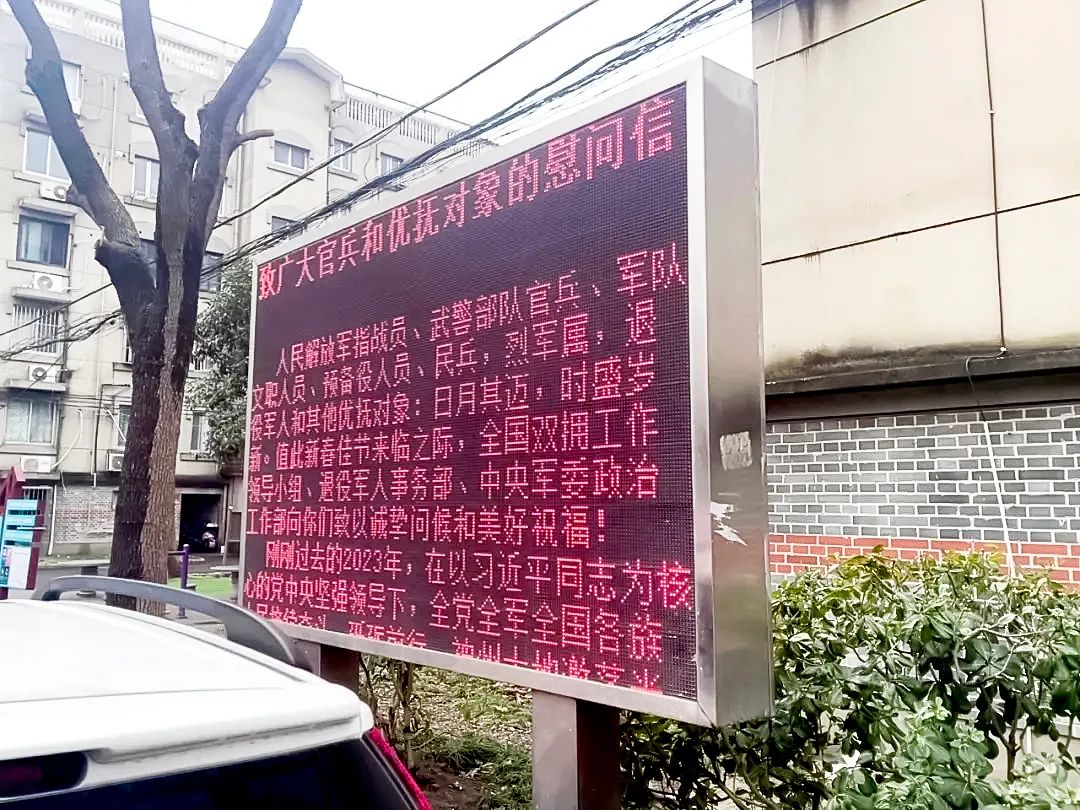 致广大官兵和优抚对象的慰问信
人民解放军指战员、武警部队官兵、军队
文职人员、预备役人员、民兵，烈军属，退
役军人和其他优抚对象：日月其迈，时盛岁
新。值此新春佳节来临之际，全国双拥工作
领导小组、退役军人事务部、中央军委政治
工作部向你们致以诚挚问候和美好祝福！
刚刚过去的2023年，在以习近平同志为核
心的党中央坚强领导下，全党全军全国各族